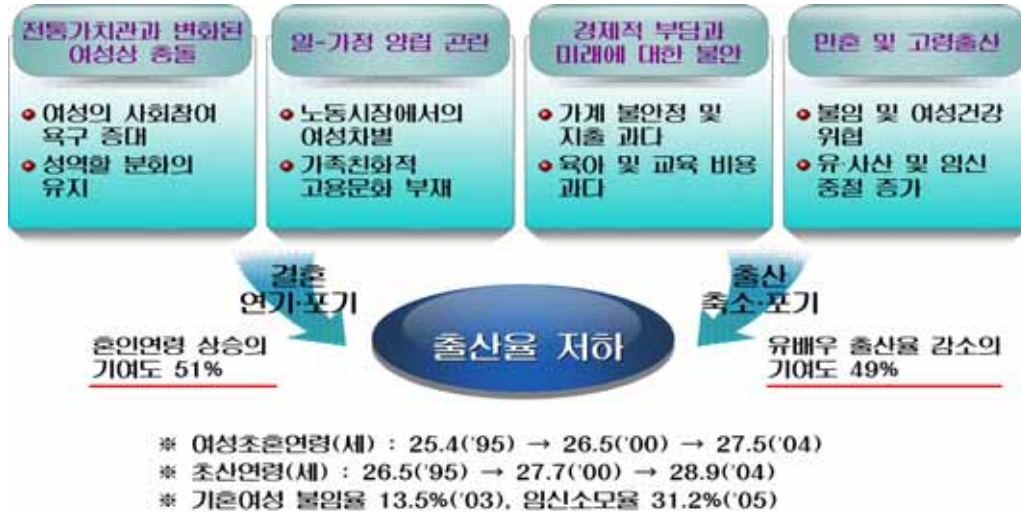 전통가치관과 변화된
여성상 충돌
여성의 사회참여
욕구 증대
성역할 분화의
유지
일-가정 양립 곤란
노동시장에서의
여성차별
가족친화적
고용문화 부재
경제적 부담과
미래에 대한 불안
가계 불안정 및
지출 과다
육아 및 교육 비용
과다
만혼 및 고령출산
불임 및 여성건강
위협
유·사산 및 임신
중절 증가
결혼
연기·포기
출산
축소·포기
출산율 저하
혼인연령 상승의
기여도 51%
유배우 출산율 감소의
기여도 49%
※ 여성초혼연령(세) : 25.4('95) → 26.5('00) → 27.5('04)
※ 초산연령(세) : 26.5('95) → 27.7('00) → 28.9('04)
※ 기혼여성 불임율 13.5%('03), 임신소모율 31.2%('05)